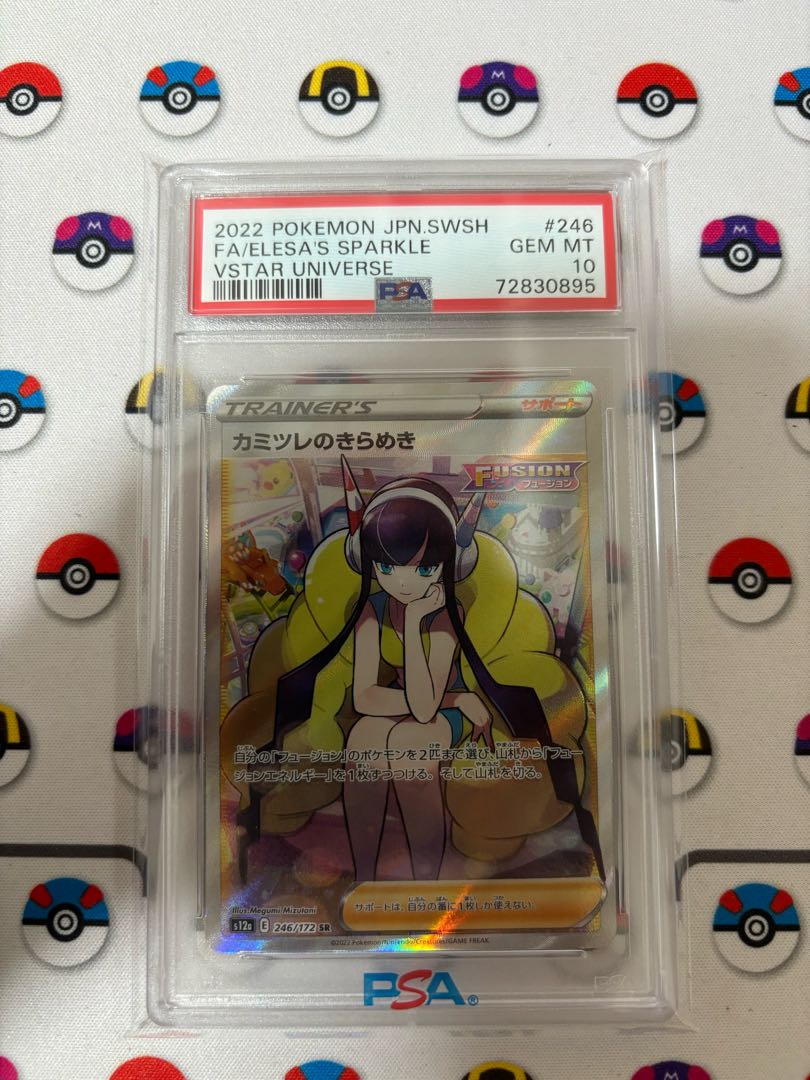 2022 POKEMON JPN.SWSH #246
FA/ELESA'S SPARKLE GEM MT
VSTAR UNIVERSE 10
PSA 72830895
TRAINER'S サポート
カミツレのきらめき
FUSION
フュージョン
自分の「フュージョン」のポケモンを2匹まで選び、山札から「フュー
ジョンエネルギー」を1枚ずつつける。そして山札を切る。
サポートは、自分の番に1枚しか使えない。
Illus. Megumi Mizutani
s12a E 246/172 SR
©2022 Pokémon/Nintendo/Creatures/GAME FREAK.
PSA®